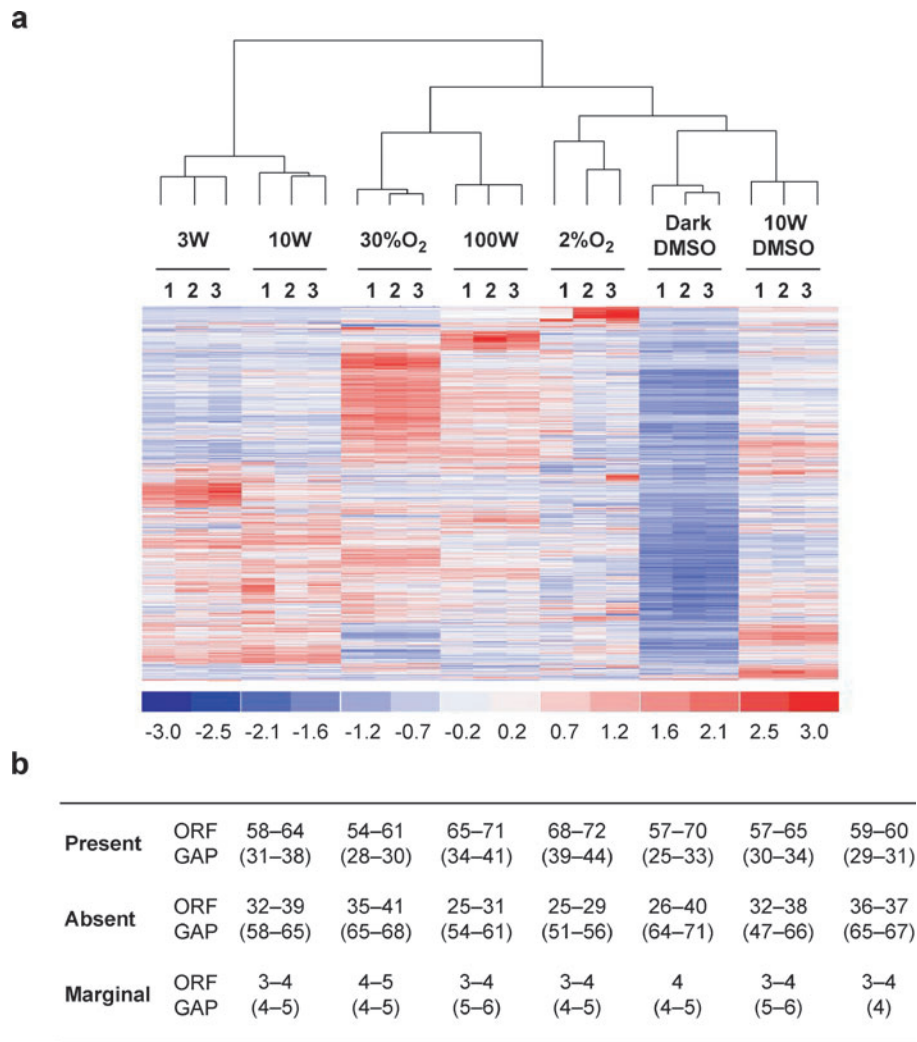 a
3W 10W 30%O₂ 100W 2%O₂ Dark DMSO 10W DMSO
1 2 3 1 2 3 1 2 3 1 2 3 1 2 3 1 2 3 1 2 3
-3.0 -2.5 -2.1 -1.6 -1.2 -0.7 -0.2 0.2 0.7 1.2 1.6 2.1 2.5 3.0
b
Present ORF 58–64 54–61 65–71 68–72 57–70 57–65 59–60
GAP (31–38) (28–30) (34–41) (39–44) (25–33) (30–34) (29–31)
Absent ORF 32–39 35–41 25–31 25–29 26–40 32–38 36–37
GAP (58–65) (65–68) (54–61) (51–56) (64–71) (47–66) (65–67)
Marginal ORF 3–4 4–5 3–4 3–4 4 3–4 3–4
GAP (4–5) (4–5) (5–6) (4–5) (4–5) (5–6) (4)